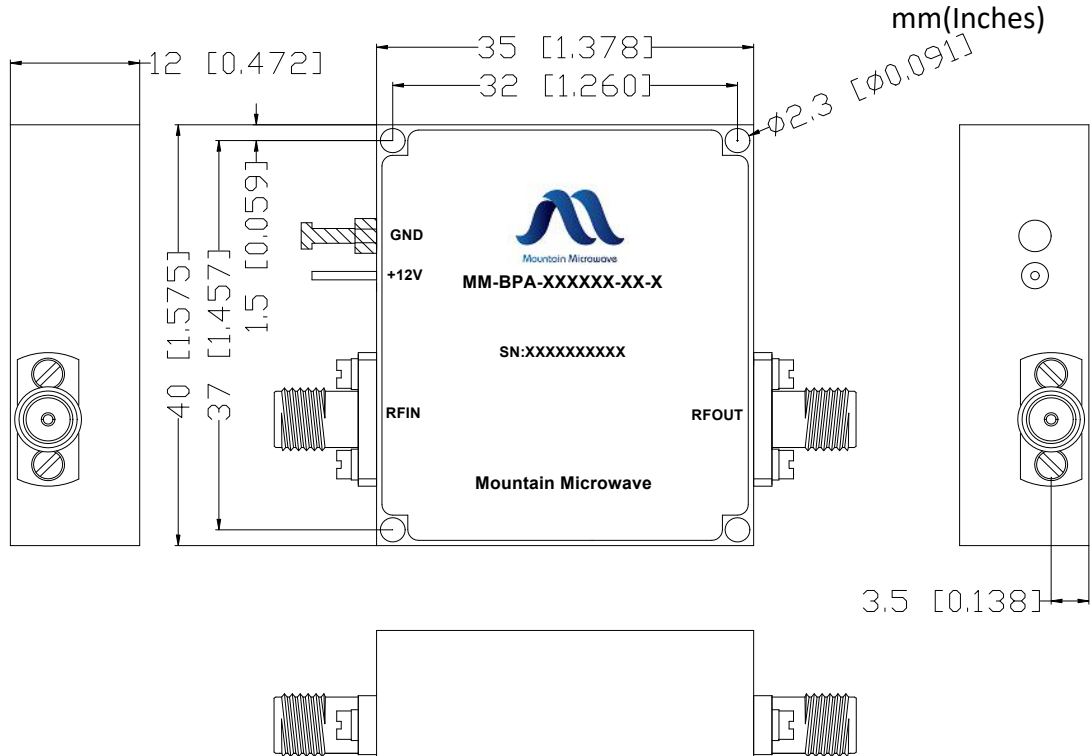 mm(Inches)
12 [0.472]
35 [1.378]
32 [1.260]
⌀2.3 [⌀0.091]
1.5 [0.059]
37 [1.457]
40 [1.575]
GND
+12V
Mountain Microwave
MM-BPA-XXXXXX-XX-X
SN:XXXXXXXXXX
RFIN
RFOUT
Mountain Microwave
3.5 [0.138]